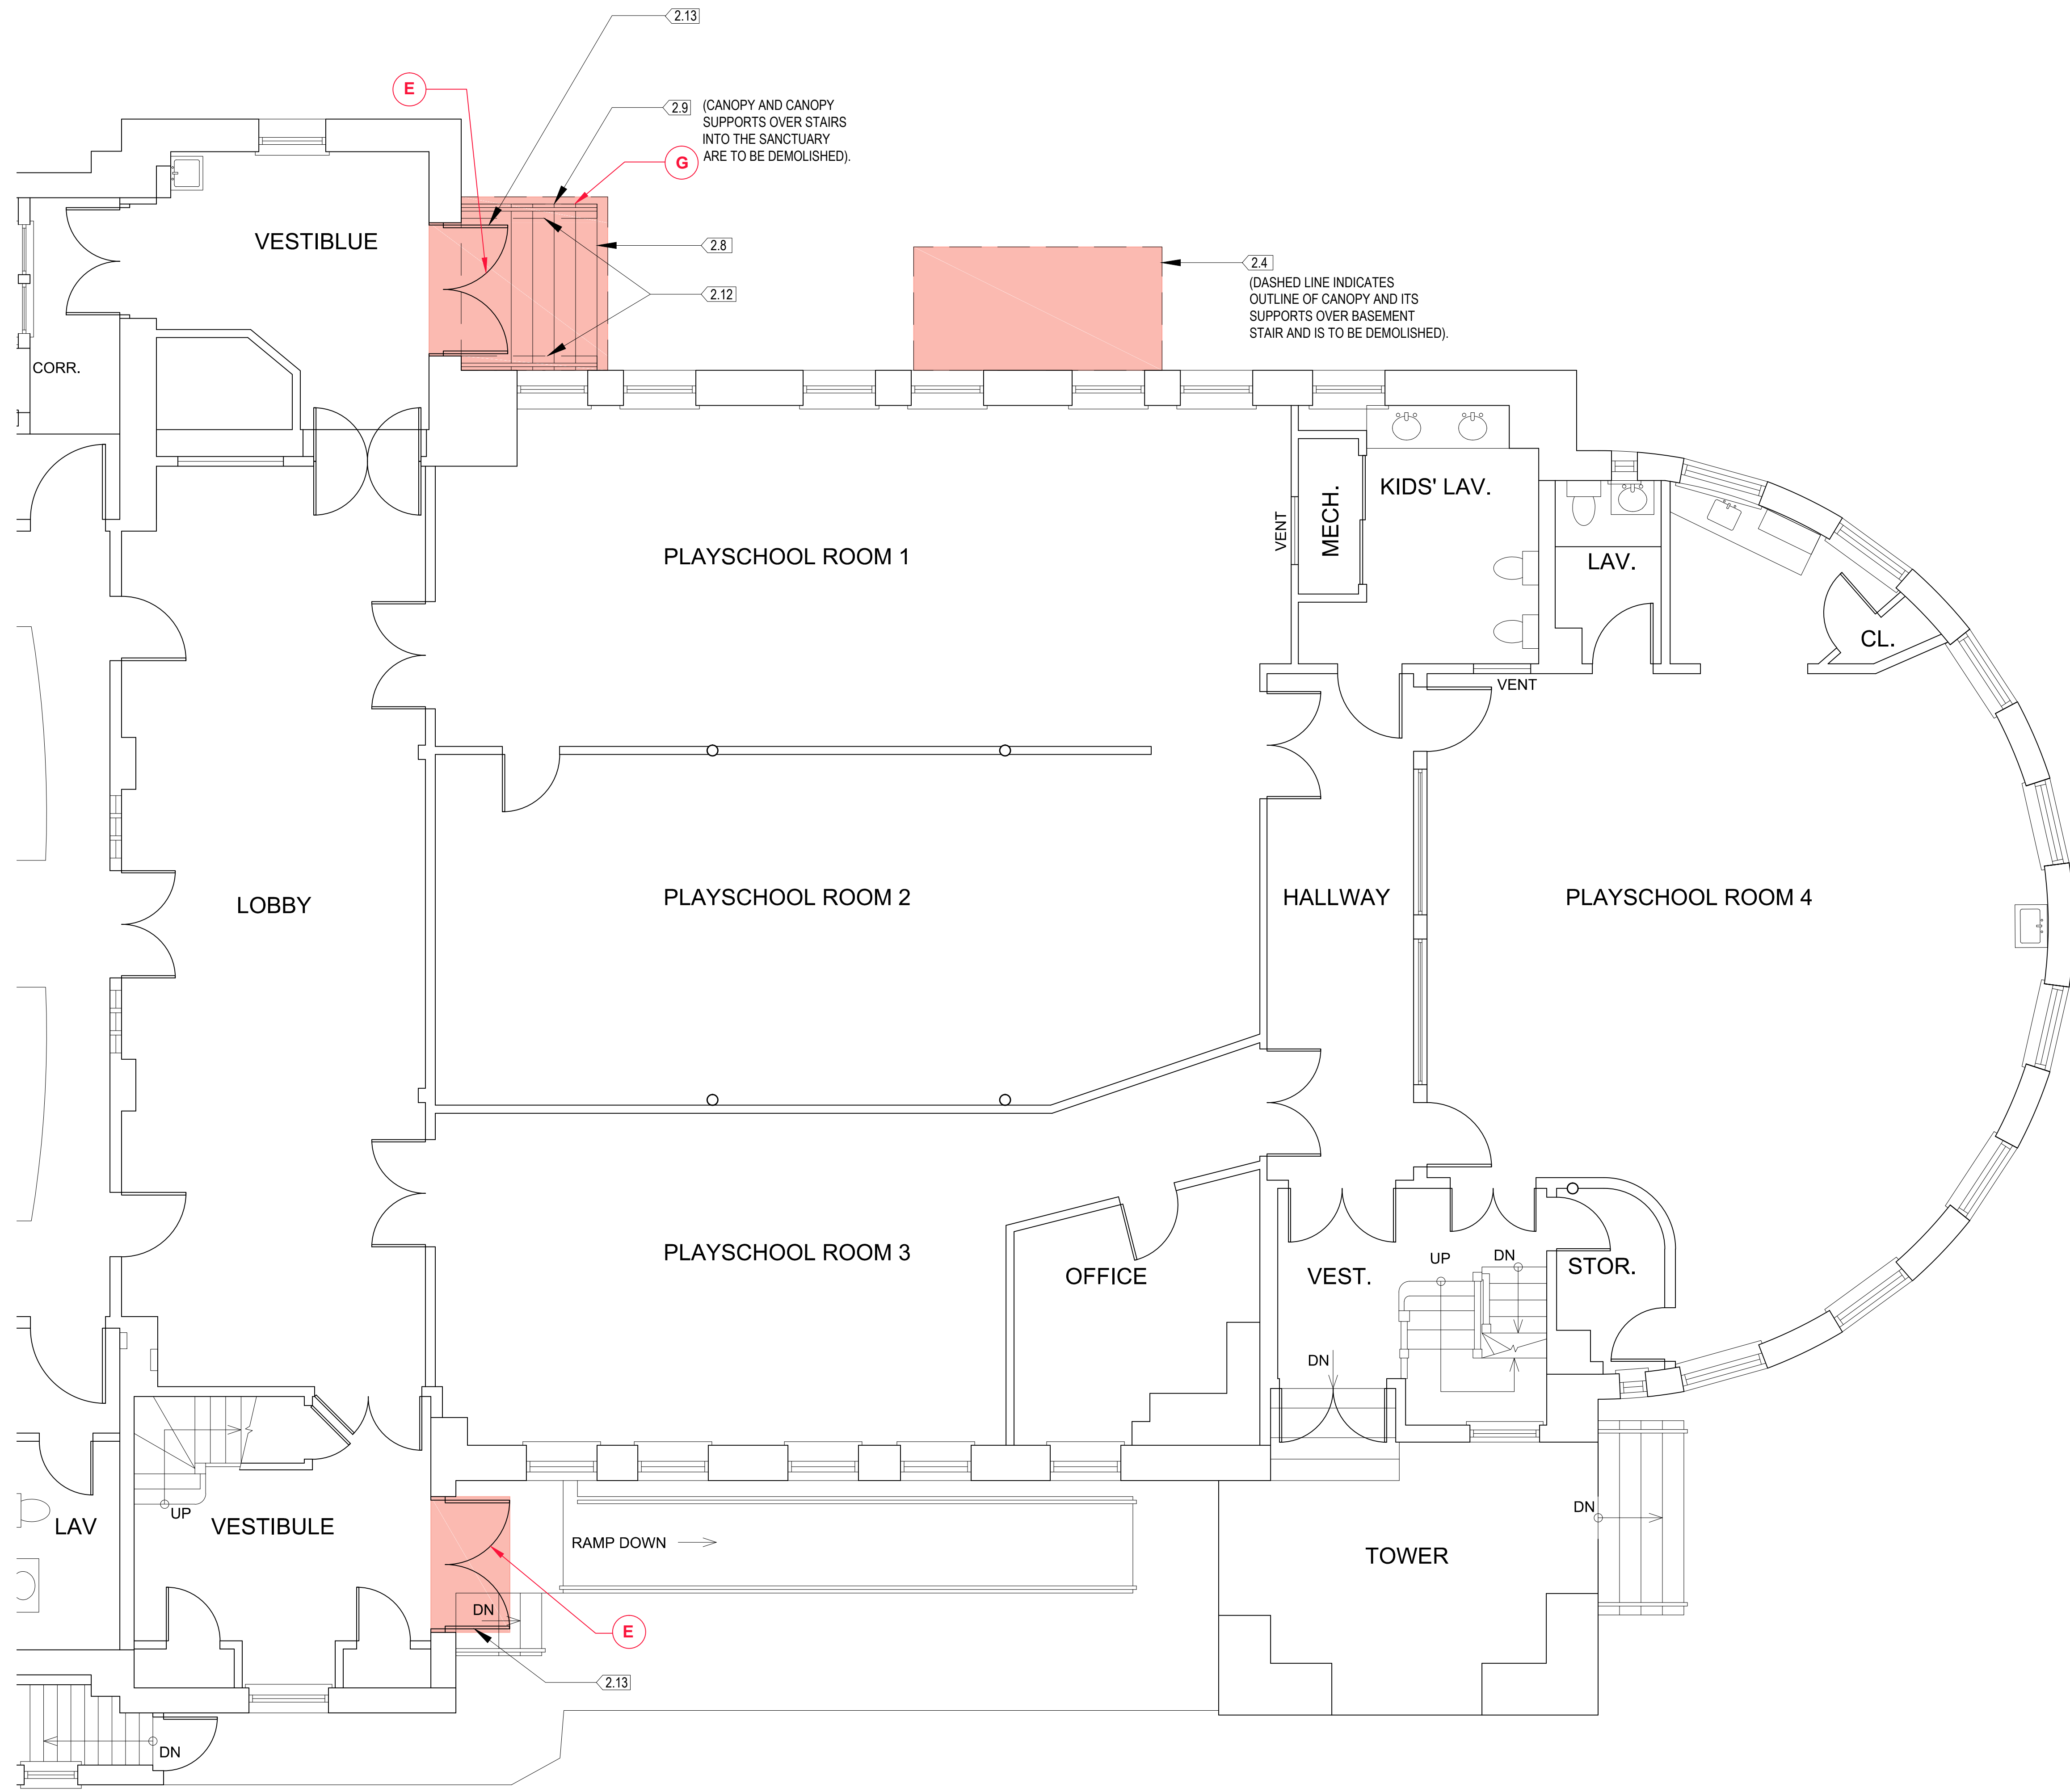 2.13
E
2.9
(CANOPY AND CANOPY
SUPPORTS OVER STAIRS
INTO THE SANCTUARY
ARE TO BE DEMOLISHED).
G
VESTIBLUE
2.8
2.4
(DASHED LINE INDICATES
OUTLINE OF CANOPY AND ITS
SUPPORTS OVER BASEMENT
STAIR AND IS TO BE DEMOLISHED).
2.12
CORR.
KIDS' LAV.
MECH.
VENT
PLAYSCHOOL ROOM 1
LAV.
CL.
VENT
LOBBY
PLAYSCHOOL ROOM 2
HALLWAY
PLAYSCHOOL ROOM 4
PLAYSCHOOL ROOM 3
OFFICE
VEST.
UP
DN
STOR.
DN
UP
LAV
VESTIBULE
RAMP DOWN
DN
TOWER
DN
E
2.13
DN